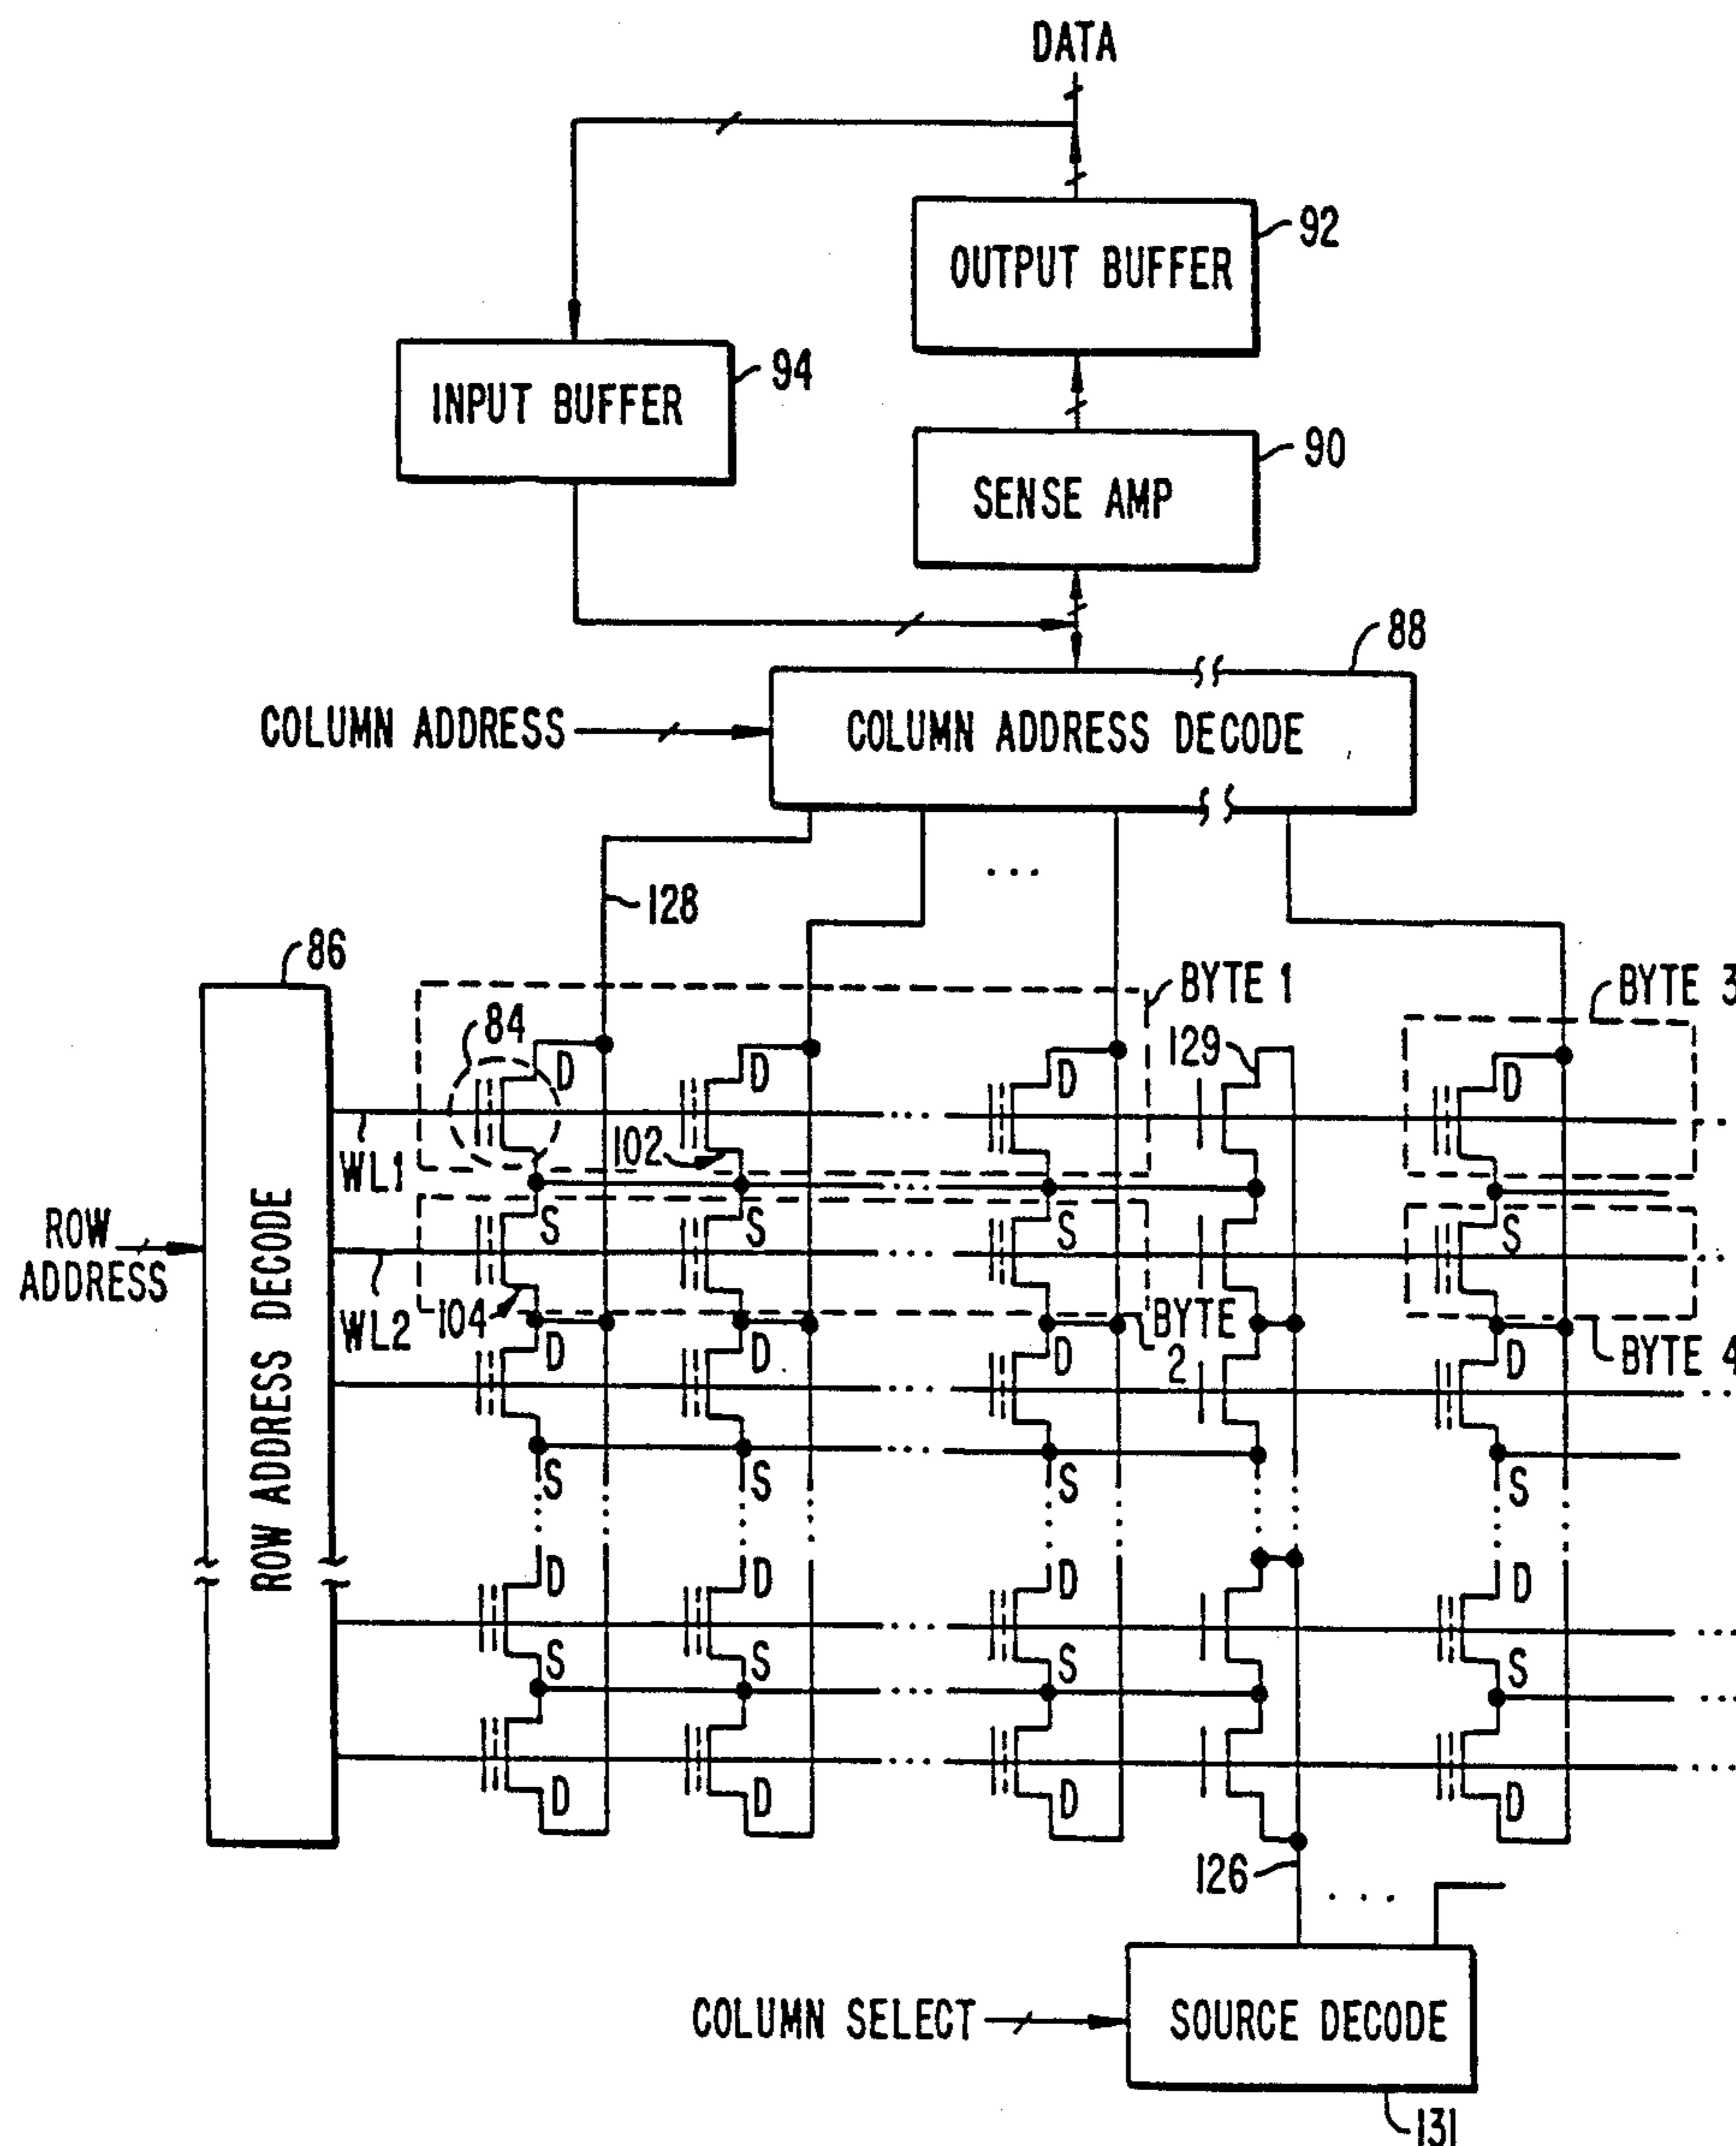 DATA
92
OUTPUT BUFFER
94
INPUT BUFFER
90
SENSE AMP
88
COLUMN ADDRESS
COLUMN ADDRESS DECODE
...
128
86
BYTE 1
BYTE 3
84
129
D D D D
WL1
102
ROW ADDRESS
ROW ADDRESS DECODE
S S S S
WL2
104
BYTE 2
BYTE 4
D D D D
S S S S
D D D D
S S S S
D D D D
126
...
COLUMN SELECT
SOURCE DECODE
131